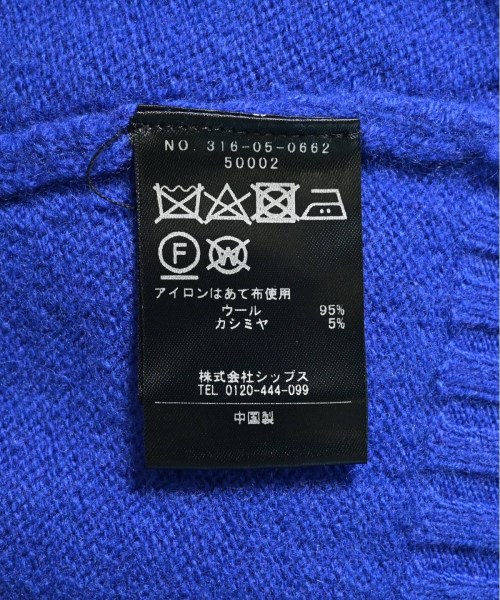 NO. 316-05-0662
50002
F W
アイロンはあて布使用
ウール 95%
カシミヤ 5%
株式会社シップス
TEL 0120-444-099
中国製